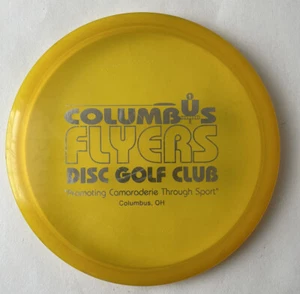 COLUMBUS
FLYERS
DISC GOLF CLUB
"Promoting Camaraderie Through Sport"
Columbus, OH